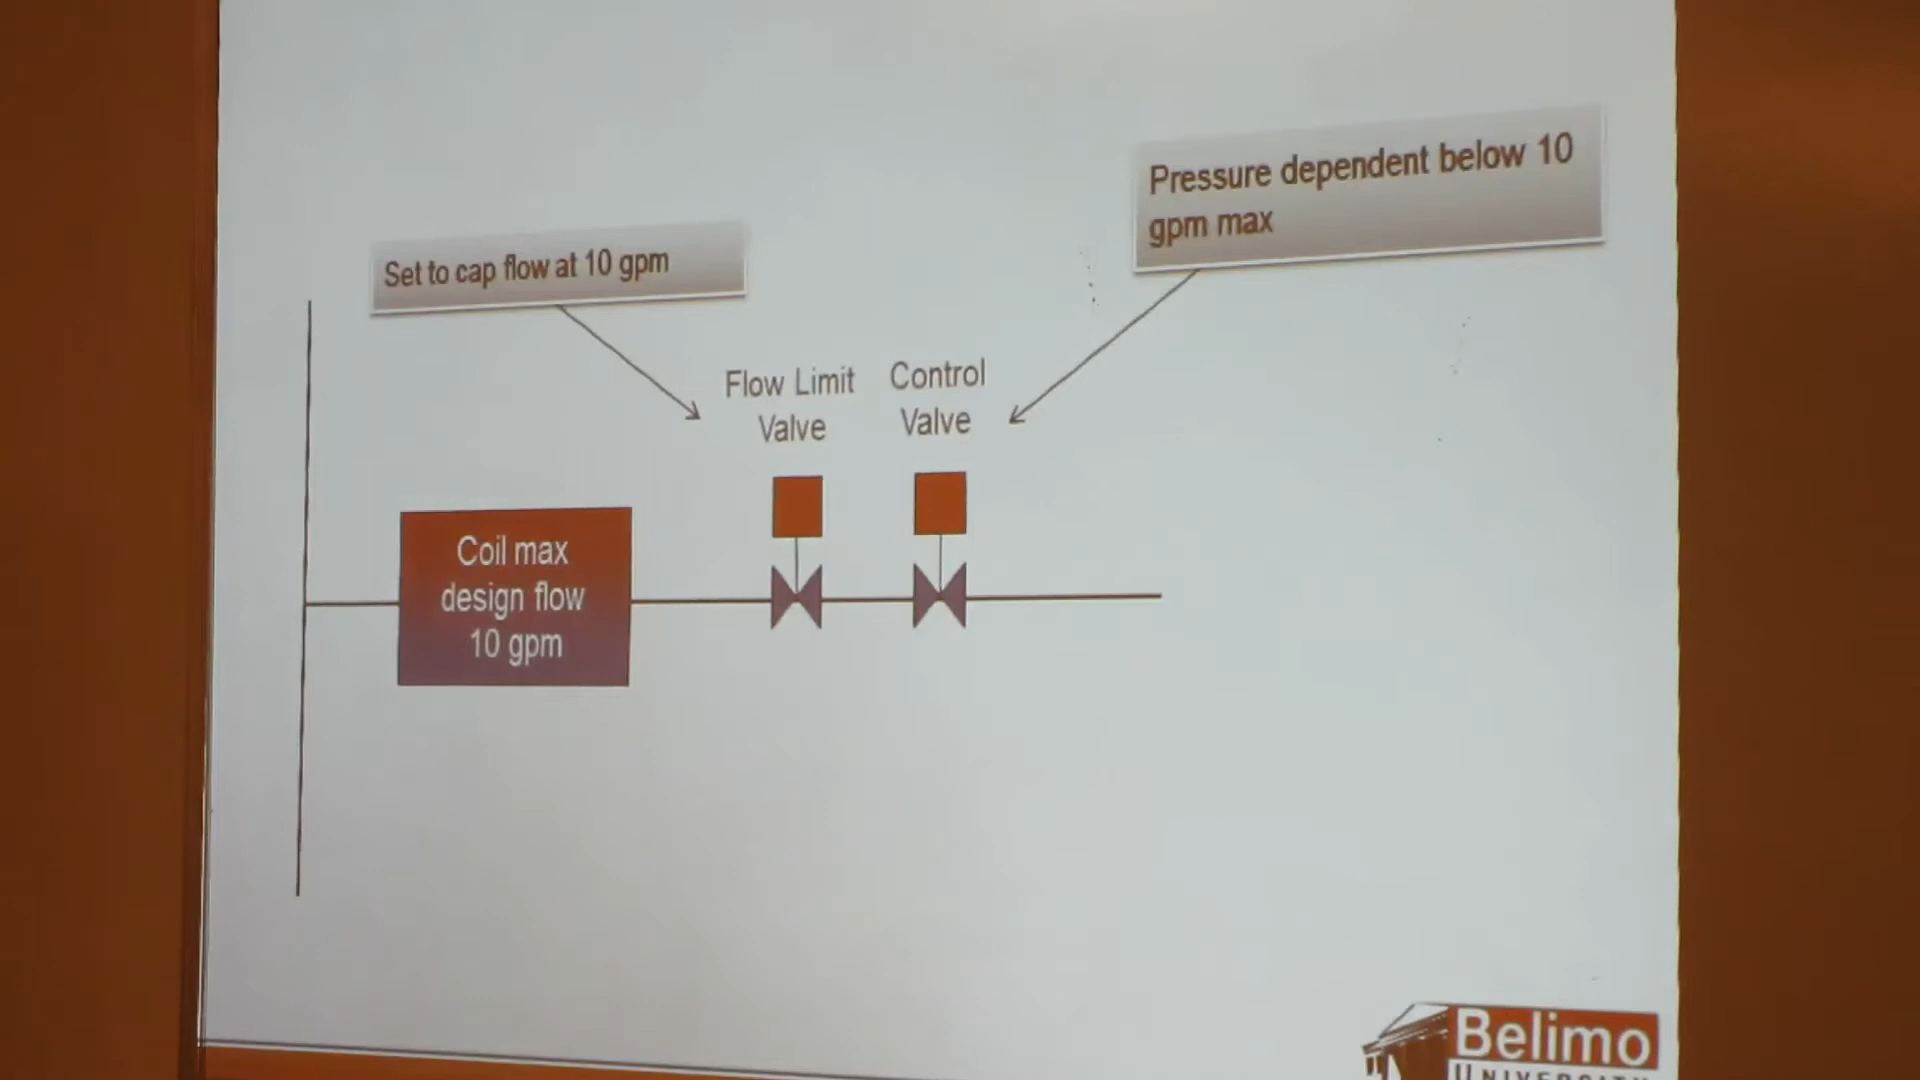 Pressure dependent below 10
gpm max
Set to cap flow at 10 gpm
Flow Limit
Valve
Control
Valve
Coil max
design flow
10 gpm
Belimo
UNIVERSITY